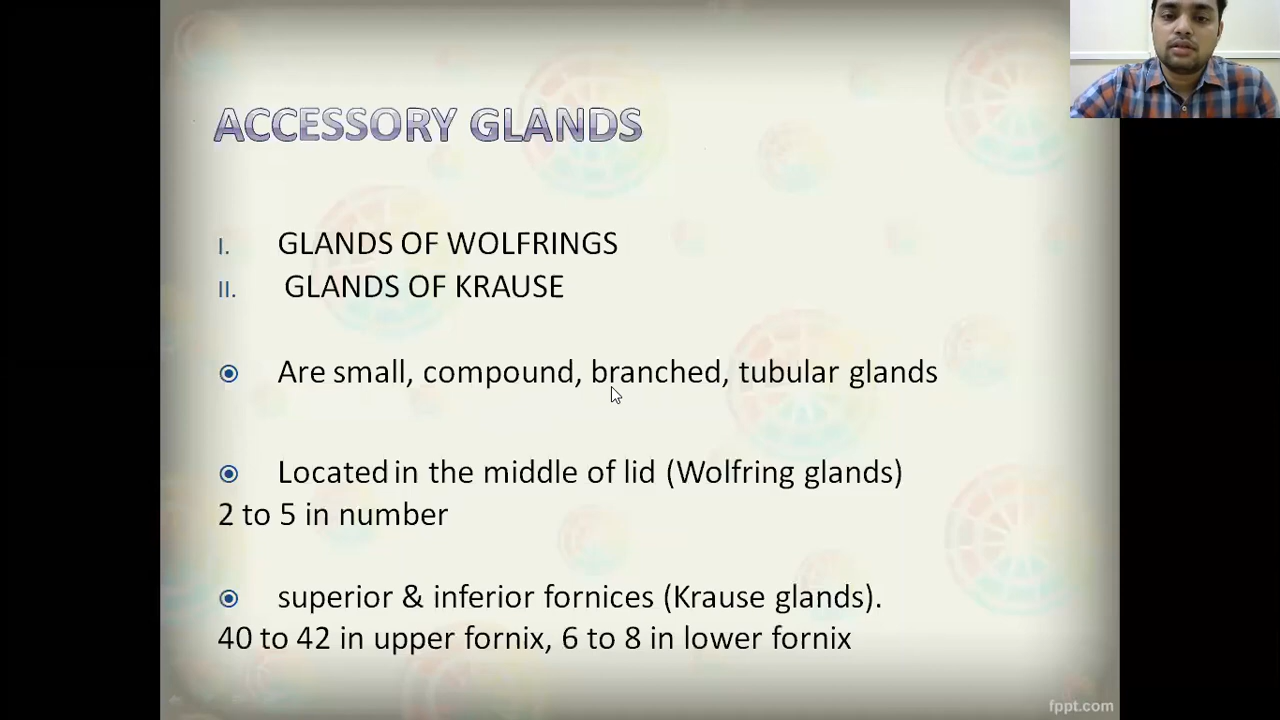 ACCESSORY GLANDS
I. GLANDS OF WOLFRINGS
II. GLANDS OF KRAUSE
Are small, compound, branched, tubular glands
Located in the middle of lid (Wolfring glands)
2 to 5 in number
superior & inferior fornices (Krause glands).
40 to 42 in upper fornix, 6 to 8 in lower fornix
fppt.com